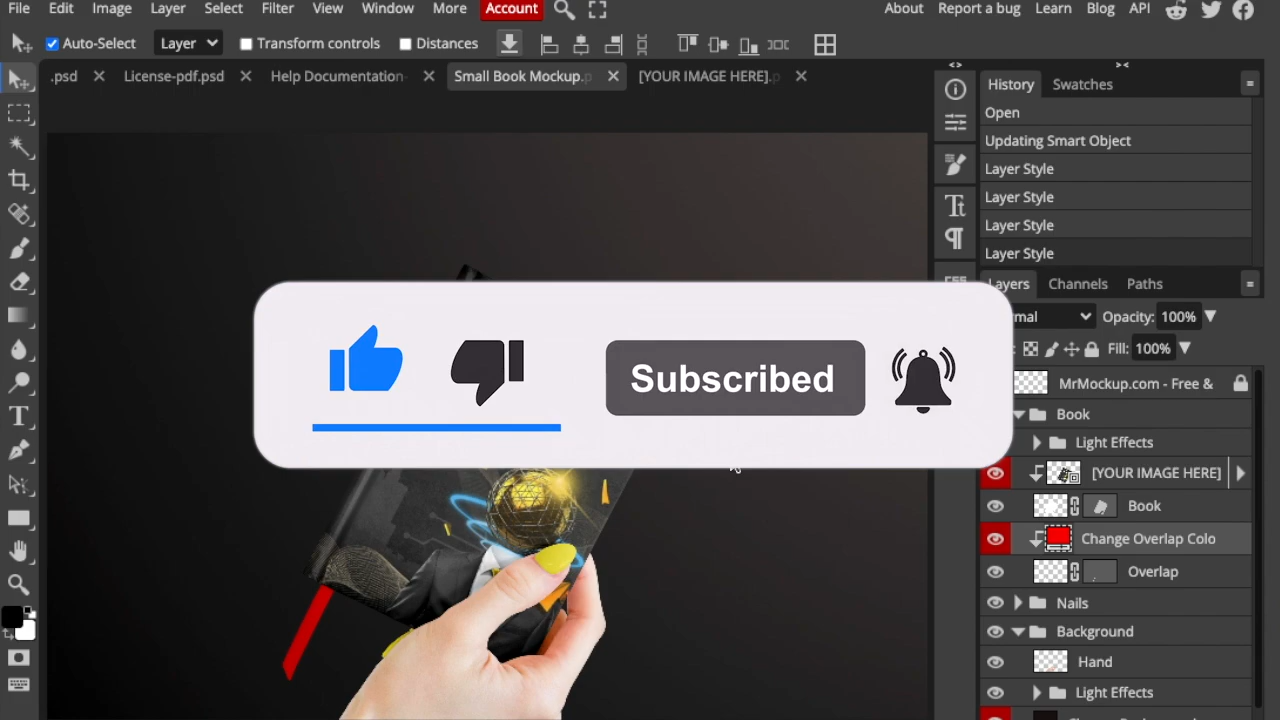 File Edit Image Layer Select Filter View Window More Account About Report a bug Learn Blog API
Auto-Select Layer Transform controls Distances
.psd License-pdf.psd Help Documentation- Small Book Mockup.p [YOUR IMAGE HERE].p
History Swatches
Open
Updating Smart Object
Layer Style
Layer Style
Layer Style
Layer Style
Layers Channels Paths
mal Opacity: 100%
Fill: 100%
MrMockup.com - Free &
Book
Light Effects
[YOUR IMAGE HERE]
Book
Change Overlap Colo
Overlap
Nails
Background
Hand
Light Effects
Subscribed